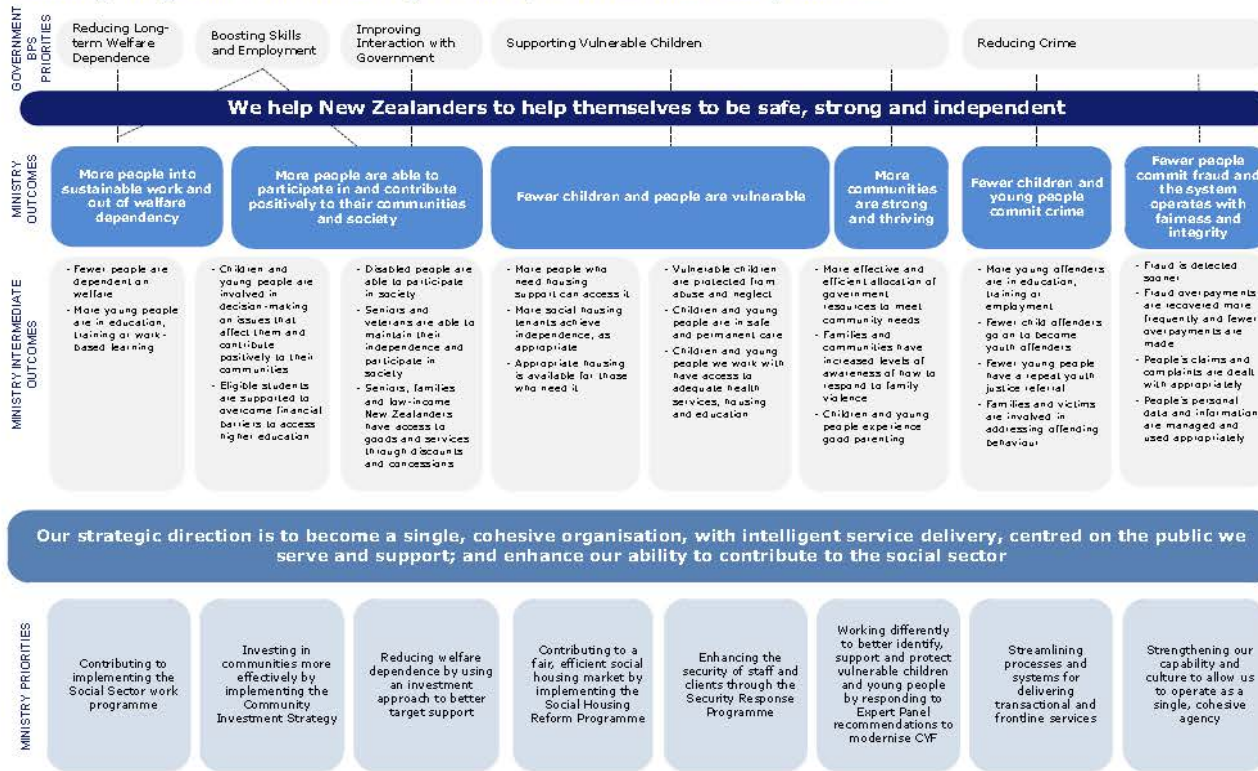 GOVERNMENT
BPS
PRIORITIES
Reducing Long-
term Welfare
Dependence
Boosting Skills
and Employment
Improving
Interaction with
Government
Supporting Vulnerable Children
Reducing Crime
We help New Zealanders to help themselves to be safe, strong and independent
MINISTRY
OUTCOMES
More people into
sustainable work and
out of welfare
dependency
More people are able to
participate in and contribute
positively to their communities
and society
Fewer children and people are vulnerable
More
communities
are strong
and thriving
Fewer children and
young people
commit crime
Fewer people
commit fraud and
the system
operates with
fairness and
integrity
MINISTRY INTERMEDIATE
OUTCOMES
- Fewer people are
dependent on
welfare
- More young people
are in education,
training or work-
based learning
- Children and
young people are
involved in
decision-making
on issues that
affect them and
contribute
positively to their
communities
- Eligible students
are supported to
overcome financial
barriers to access
higher education
- Disabled people are
able to participate
in society
- Seniors and
veterans are able to
maintain their
independence and
participate in
society
- Seniors, families
and low-income
New Zealanders
have access to
goods and services
through discounts
and concessions
- More people who
need housing
support can access it
- More social housing
tenants achieve
independence, as
appropriate
- Appropriate housing
is available for those
who need it
- Vulnerable children
are protected from
abuse and neglect
- Children and young
people are in safe
and permanent care
- Children and young
people we work with
have access to
adequate health
services, housing
and education
- More effective and
efficient allocation of
government
resources to meet
community needs
- Families and
communities have
increased levels of
awareness of how to
respond to family
violence
- Children and young
people experience
good parenting
- More young offenders
are in education,
training or
employment
- Fewer child offenders
go on to become
youth offenders
- Fewer young people
have a repeat youth
justice referral
- Families and victims
are involved in
addressing offending
behaviour
- Fraud is detected
sooner
- Fraud overpayments
are recovered more
frequently and fewer
overpayments are
made
- People's claims and
complaints are dealt
with appropriately
- People's personal
data and information
are managed and
used appropriately
Our strategic direction is to become a single, cohesive organisation, with intelligent service delivery, centred on the public we
serve and support; and enhance our ability to contribute to the social sector
MINISTRY PRIORITIES
Contributing to
implementing the
Social Sector work
programme
Investing in
communities more
effectively by
implementing the
Community
Investment Strategy
Reducing welfare
dependence by using
an investment
approach to better
target support
Contributing to a
fair, efficient social
housing market by
implementing the
Social Housing
Reform Programme
Enhancing the
security of staff and
clients through the
Security Response
Programme
Working differently
to better identify,
support and protect
vulnerable children
and young people
by responding to
Expert Panel
recommendations to
modernise CYF
Streamlining
processes and
systems for
delivering
transactional and
frontline services
Strengthening our
capability and
culture to allow us
to operate as a
single, cohesive
agency